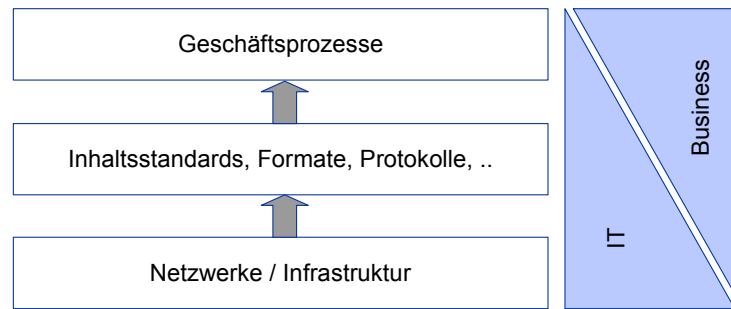 Geschäftsprozesse
Inhaltsstandards, Formate, Protokolle, ..
Netzwerke / Infrastruktur
Business
IT